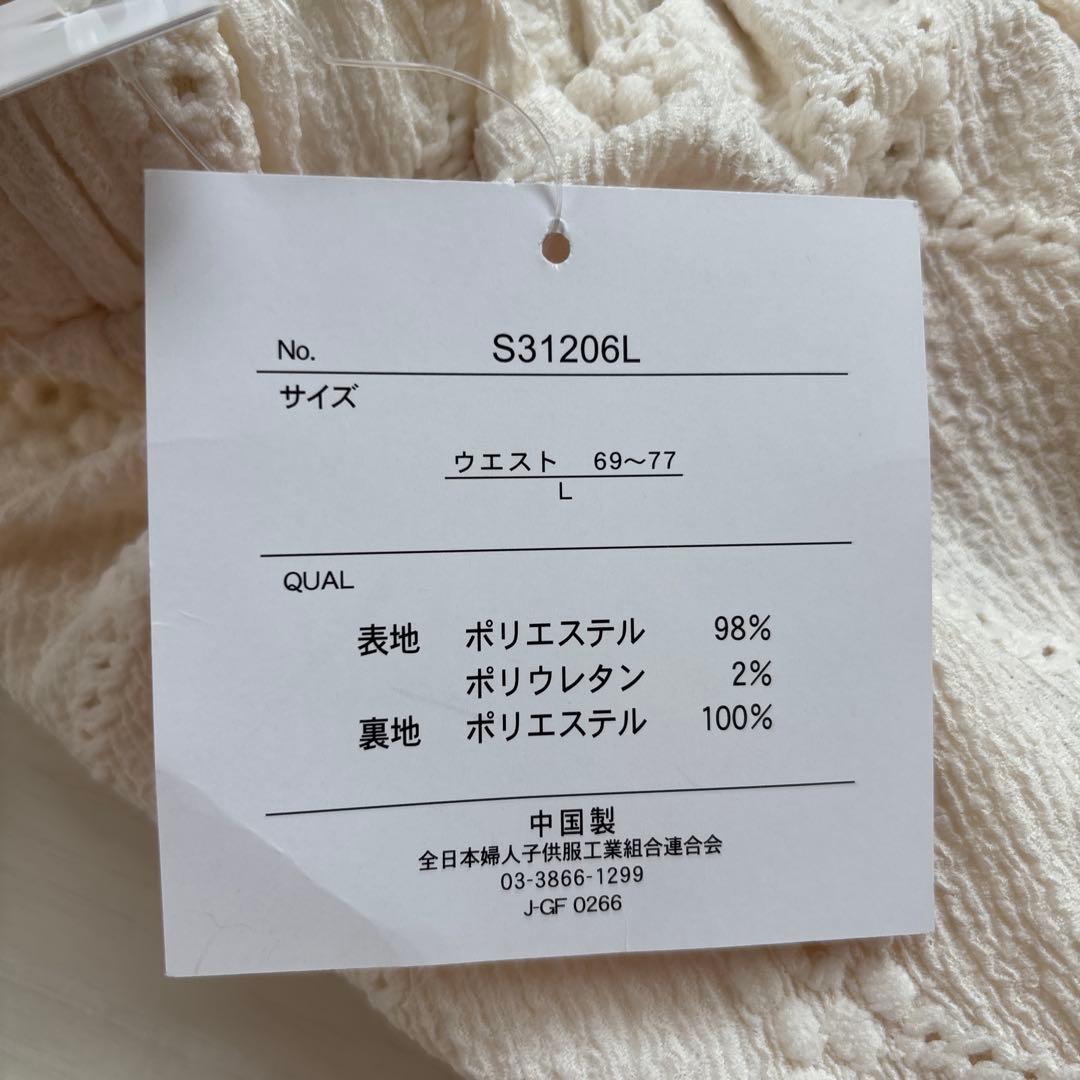 No. S31206L
サイズ
ウエスト 69～77
L
QUAL
表地 ポリエステル 98%
ポリウレタン 2%
裏地 ポリエステル 100%
中国製
全日本婦人子供服工業組合連合会
03-3866-1299
J-GF 0266